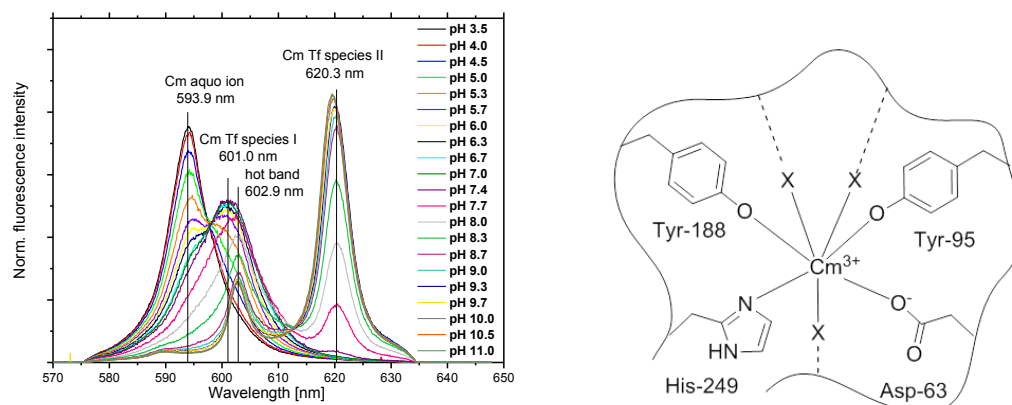 Norm. fluorescence intensity
Cm aquo ion
593.9 nm
Cm Tf species I
601.0 nm
hot band
602.9 nm
Cm Tf species II
620.3 nm
pH 3.5
pH 4.0
pH 4.5
pH 5.0
pH 5.3
pH 5.7
pH 6.0
pH 6.3
pH 6.7
pH 7.0
pH 7.4
pH 7.7
pH 8.0
pH 8.3
pH 8.7
pH 9.0
pH 9.3
pH 9.7
pH 10.0
pH 10.5
pH 11.0
570 580 590 600 610 620 630 640 650
Wavelength [nm]
X X
O O
Tyr-188 Tyr-95
Cm3+
N O-
X
HN O
His-249 Asp-63